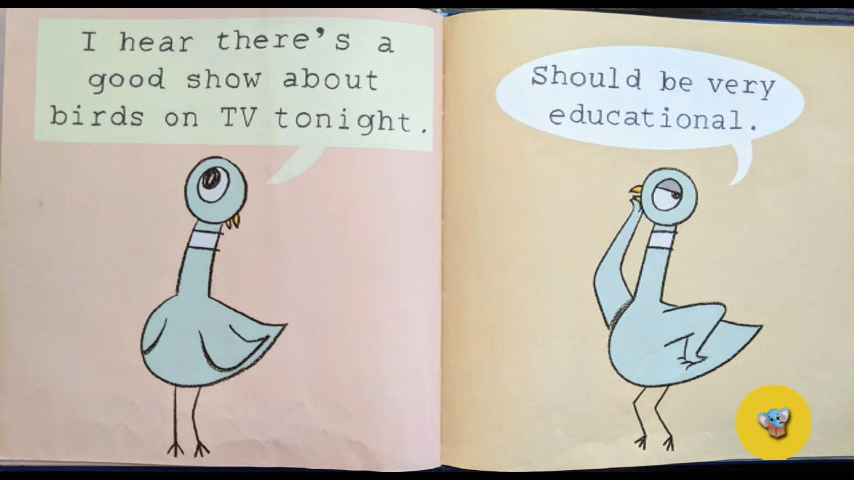 I hear there's a
good show about
birds on TV tonight.
Should be very
educational.